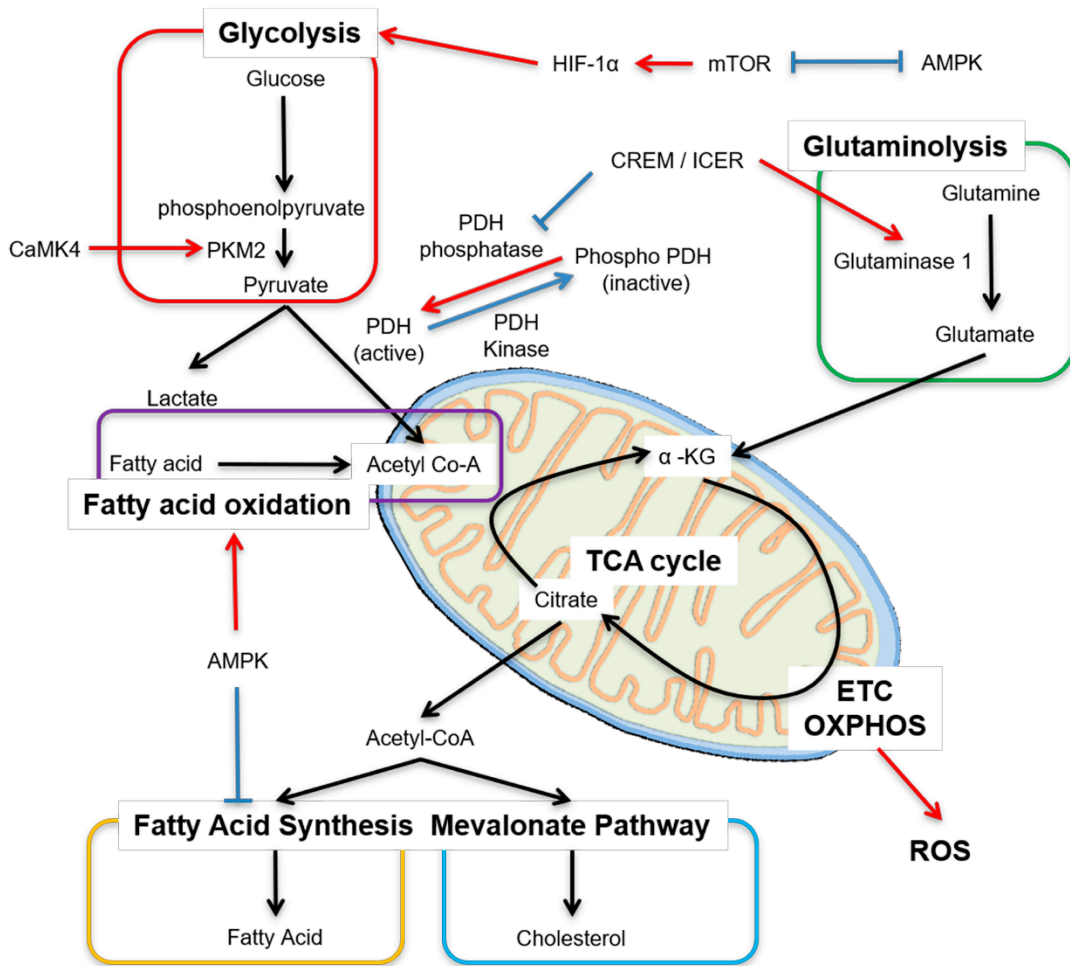 Glycolysis
Glucose
phosphoenolpyruvate
CaMK4
PKM2
Pyruvate
Lactate
HIF-1α
mTOR
AMPK
CREM / ICER
PDH
phosphatase
Phospho PDH
(inactive)
PDH
(active)
PDH
Kinase
Glutaminolysis
Glutamine
Glutaminase 1
Glutamate
Fatty acid
Acetyl Co-A
Fatty acid oxidation
α -KG
TCA cycle
Citrate
AMPK
ETC
OXPHOS
ROS
Acetyl-CoA
Fatty Acid Synthesis
Mevalonate Pathway
Fatty Acid
Cholesterol